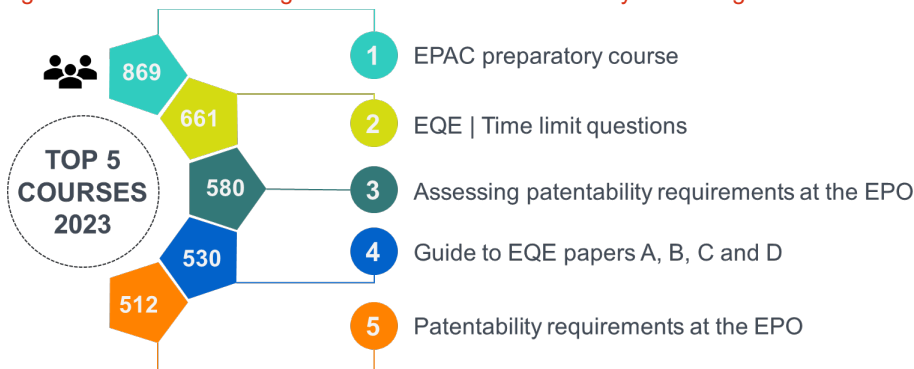 869
661
580
530
512
TOP 5
COURSES
2023
1
EPAC preparatory course
2
EQE | Time limit questions
3
Assessing patentability requirements at the EPO
4
Guide to EQE papers A, B, C and D
5
Patentability requirements at the EPO